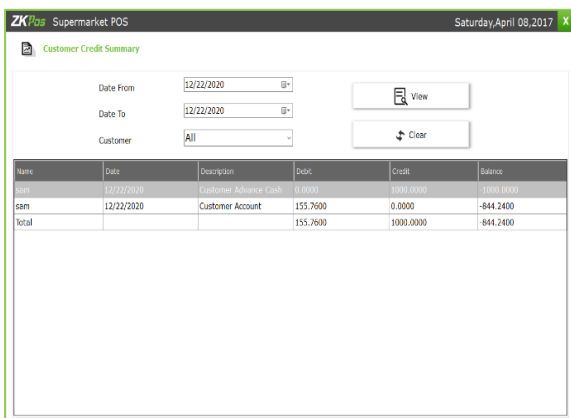 ZKPos Supermarket POS Saturday,April 08,2017 X
Customer Credit Summary
Date From 12/22/2020
View
Date To 12/22/2020
Customer All
Clear
Name Date Description Debit Credit Balance
sam 12/22/2020 Customer Advance Cash 0.0000 1000.0000 -1000.0000
sam 12/22/2020 Customer Account 155.7600 0.0000 -844.2400
Total 155.7600 1000.0000 -844.2400